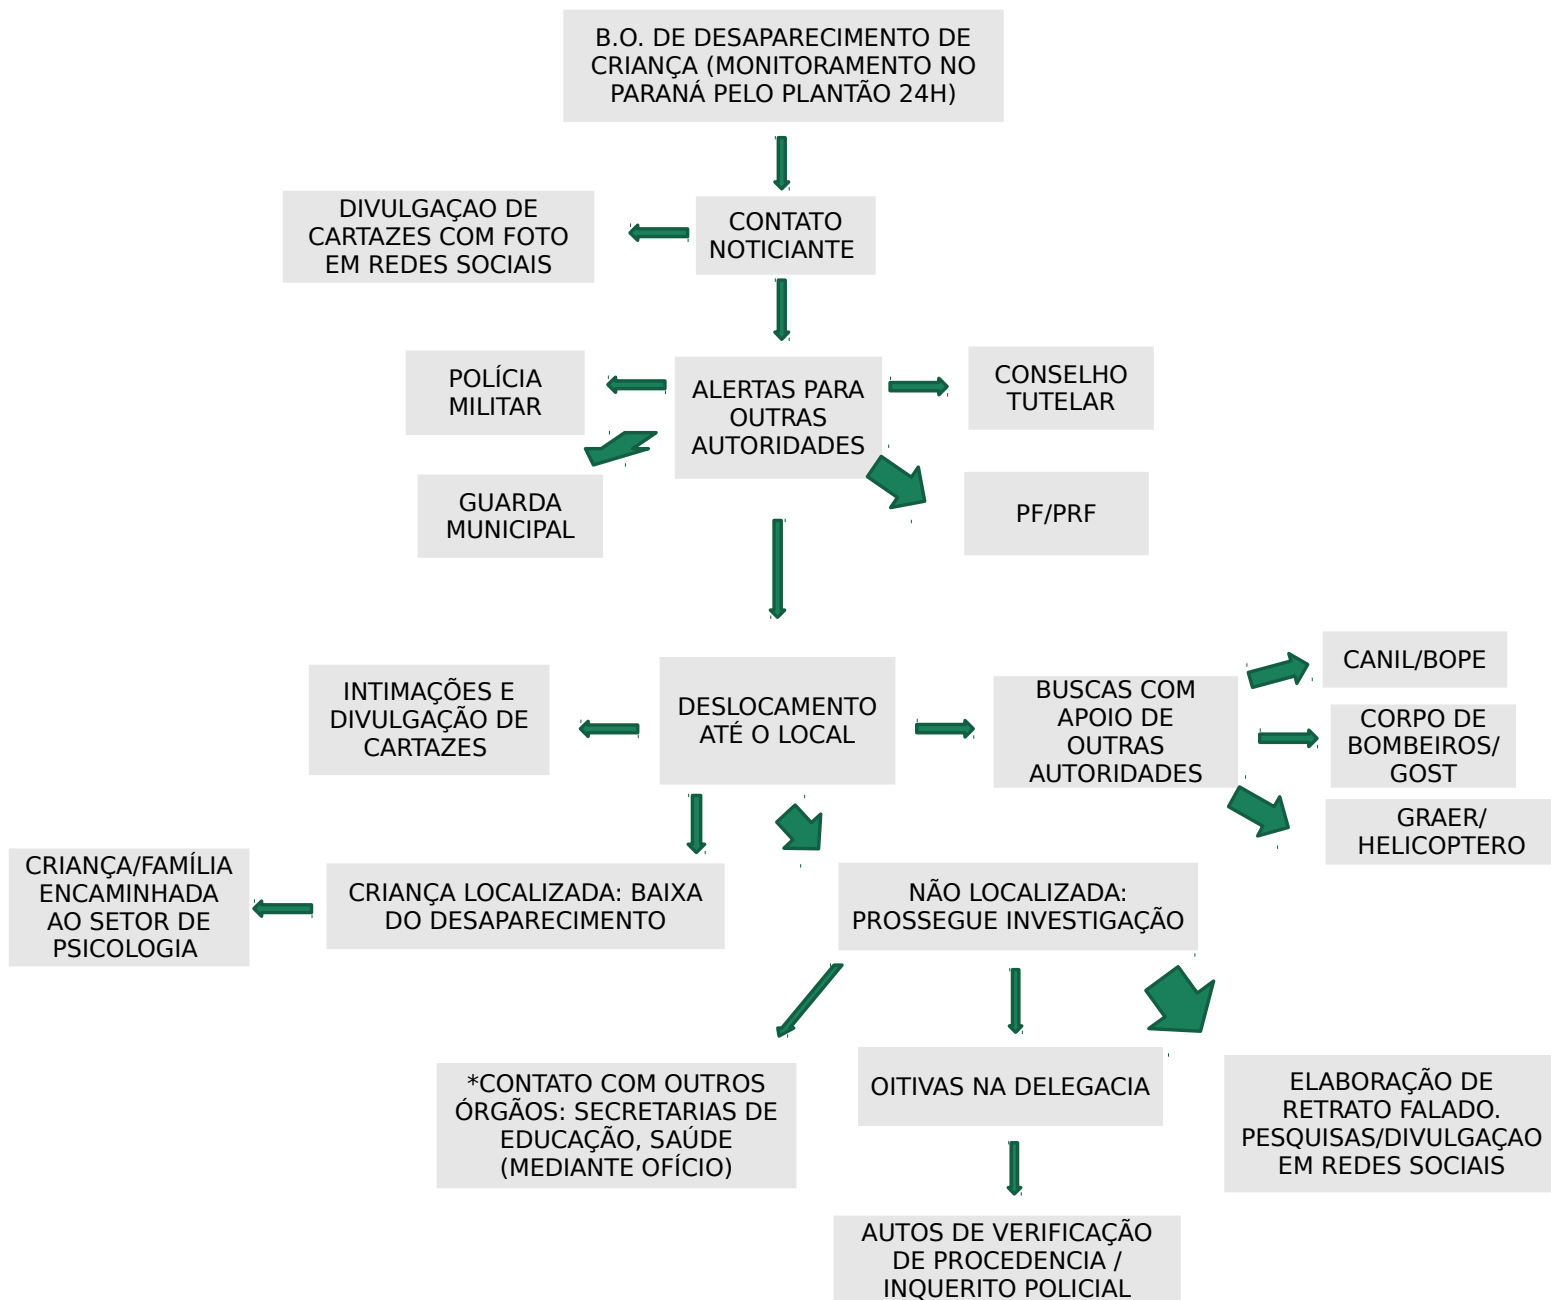 B.O. DE DESAPARECIMENTO DE
CRIANÇA (MONITORAMENTO NO
PARANÁ PELO PLANTÃO 24H)
DIVULGAÇAO DE
CARTAZES COM FOTO
EM REDES SOCIAIS
CONTATO
NOTICIANTE
POLÍCIA
MILITAR
ALERTAS PARA
OUTRAS
AUTORIDADES
CONSELHO
TUTELAR
GUARDA
MUNICIPAL
PF/PRF
INTIMAÇÕES E
DIVULGAÇÃO DE
CARTAZES
DESLOCAMENTO
ATÉ O LOCAL
BUSCAS COM
APOIO DE
OUTRAS
AUTORIDADES
CANIL/BOPE
CORPO DE
BOMBEIROS/
GOST
GRAER/
HELICOPTERO
CRIANÇA/FAMÍLIA
ENCAMINHADA
AO SETOR DE
PSICOLOGIA
CRIANÇA LOCALIZADA: BAIXA
DO DESAPARECIMENTO
NÃO LOCALIZADA:
PROSSEGUE INVESTIGAÇÃO
*CONTATO COM OUTROS
ÓRGÃOS: SECRETARIAS DE
EDUCAÇÃO, SAÚDE
(MEDIANTE OFÍCIO)
OITIVAS NA DELEGACIA
ELABORAÇÃO DE
RETRATO FALADO.
PESQUISAS/DIVULGAÇAO
EM REDES SOCIAIS
AUTOS DE VERIFICAÇÃO
DE PROCEDENCIA /
INQUERITO POLICIAL